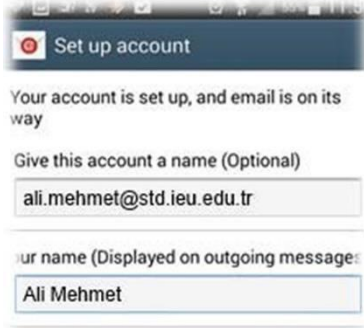 Set up account
Your account is set up, and email is on its
way
Give this account a name (Optional)
ali.mehmet@std.ieu.edu.tr
ur name (Displayed on outgoing messages
Ali Mehmet